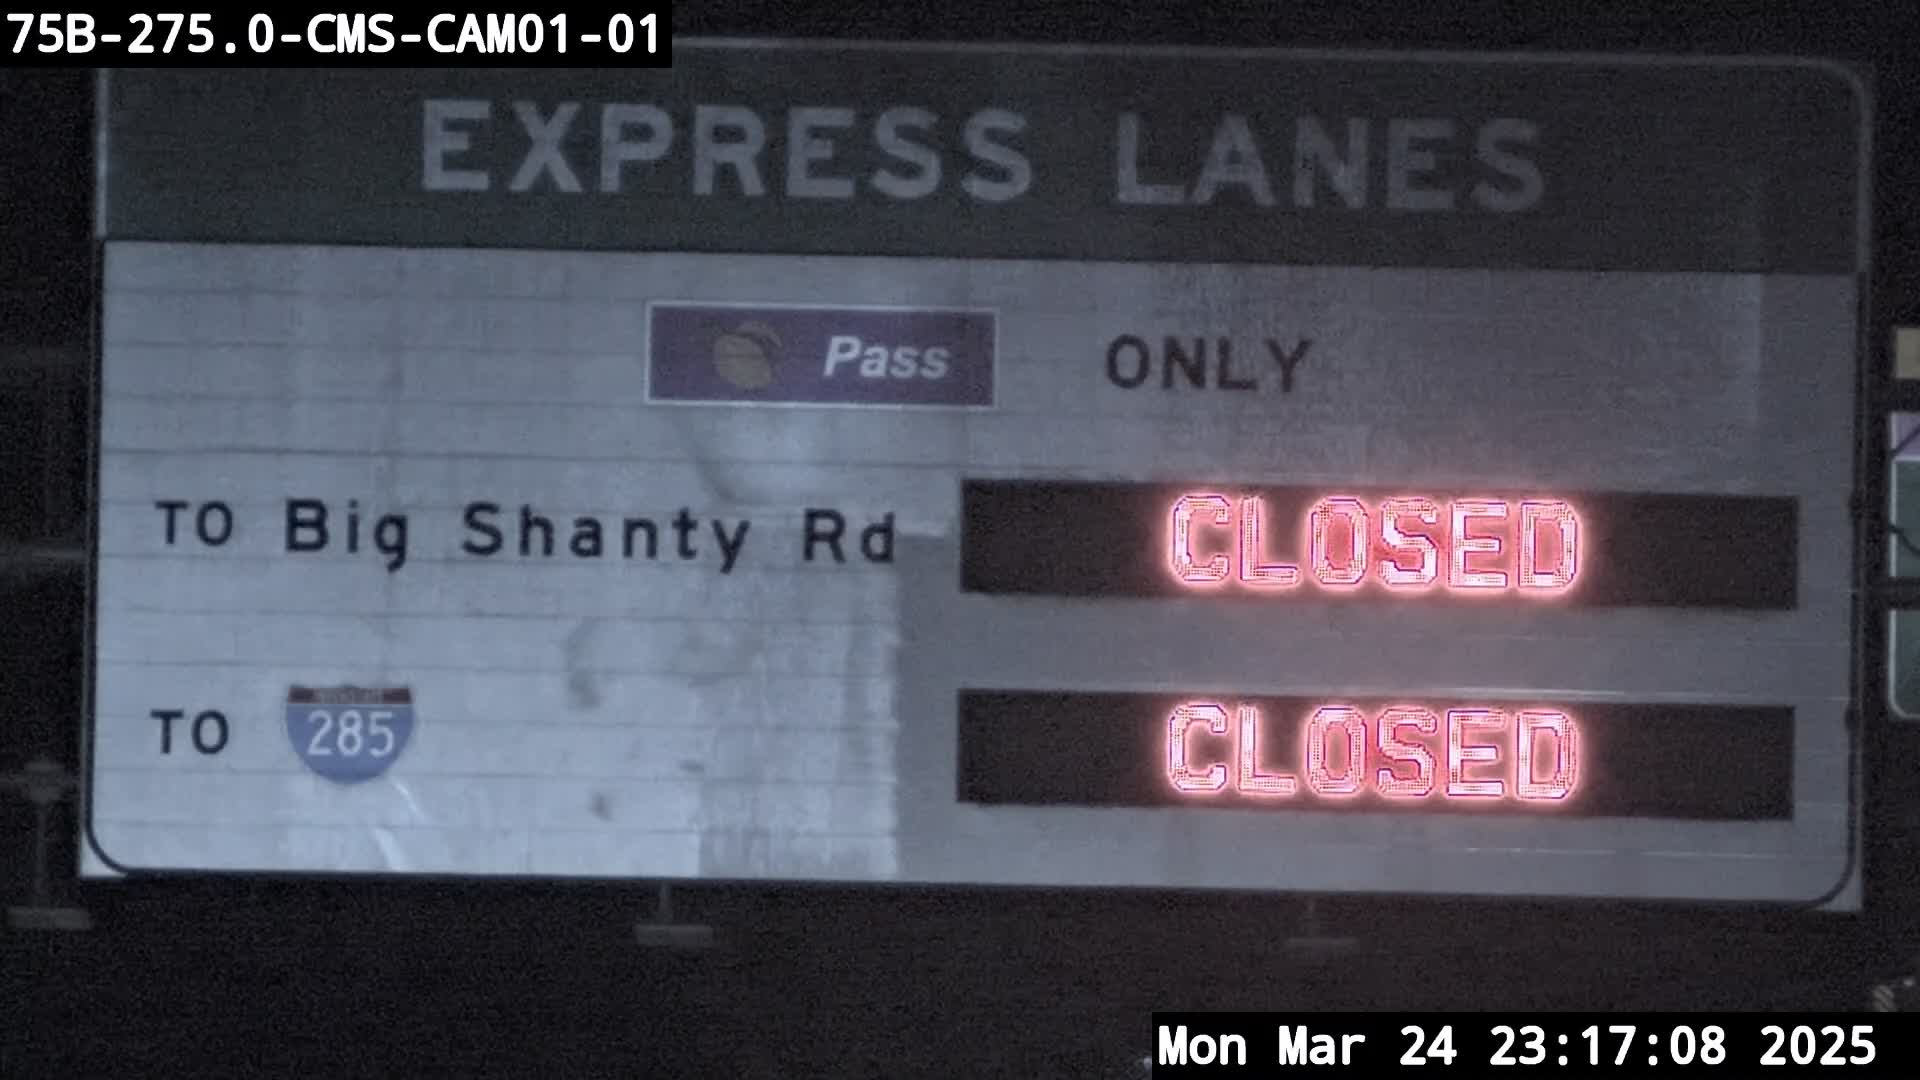 75B-275.0-CMS-CAM01-01
EXPRESS LANES
Pass ONLY
TO Big Shanty Rd CLOSED
TO 285 CLOSED
Mon Mar 24 23:17:08 2025